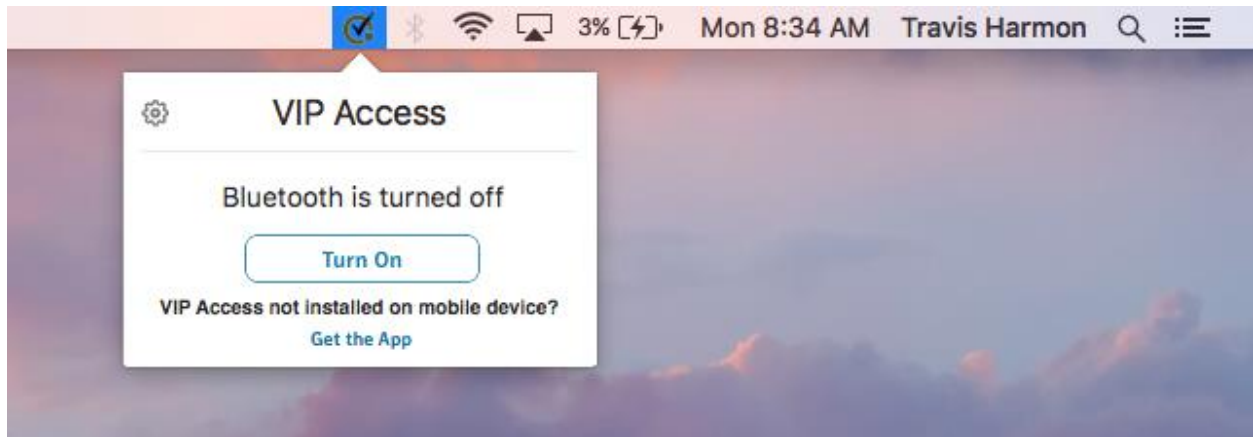 3% Mon 8:34 AM Travis Harmon
VIP Access
Bluetooth is turned off
Turn On
VIP Access not installed on mobile device?
Get the App